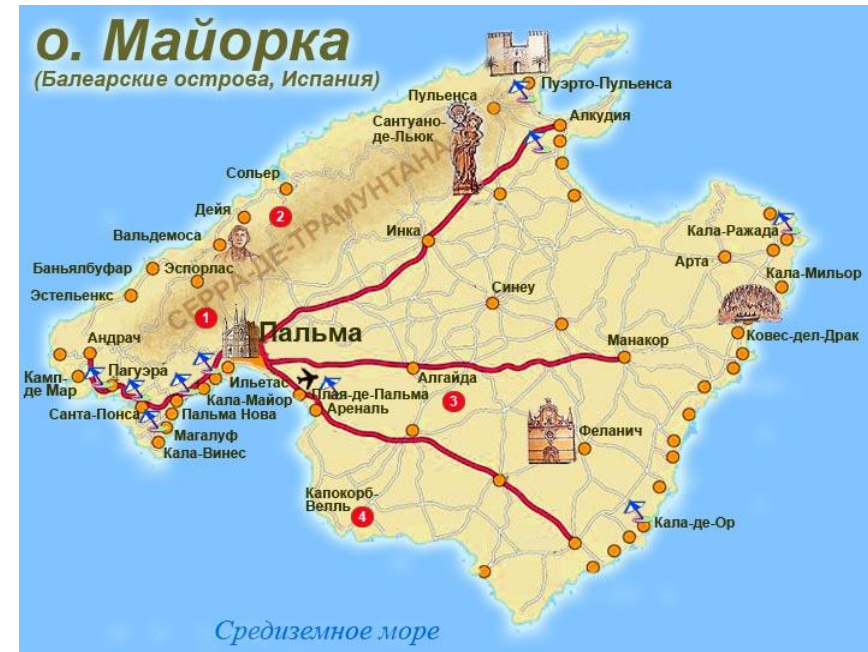 о. Майорка
(Балеарские острова, Испания)
Пуэрто-Пульенса
Пульенса
Алкудия
Сантуано-
де-Льюк
СЕРРА-ДЕ-ТРАМУНТАНА
Сольер
2
Дейя
Вальдемоса
Инка
Кала-Ражада
Арта
Баньялбуфар
Эспорлас
Кала-Мильор
Эстельенкс
Синеу
1
Пальма
Андрач
Манакор
Ковес-дел-Драк
Пагуэра
Камп-
де Мар
Ильетас
Алгайда
Кала-Майор
Плая-де-Пальма
3
Санта-Понса
Пальма Нова
Ареналь
Магалуф
Феланич
Кала-Винес
Капокорб-
Велль
4
Кала-де-Ор
Средиземное море